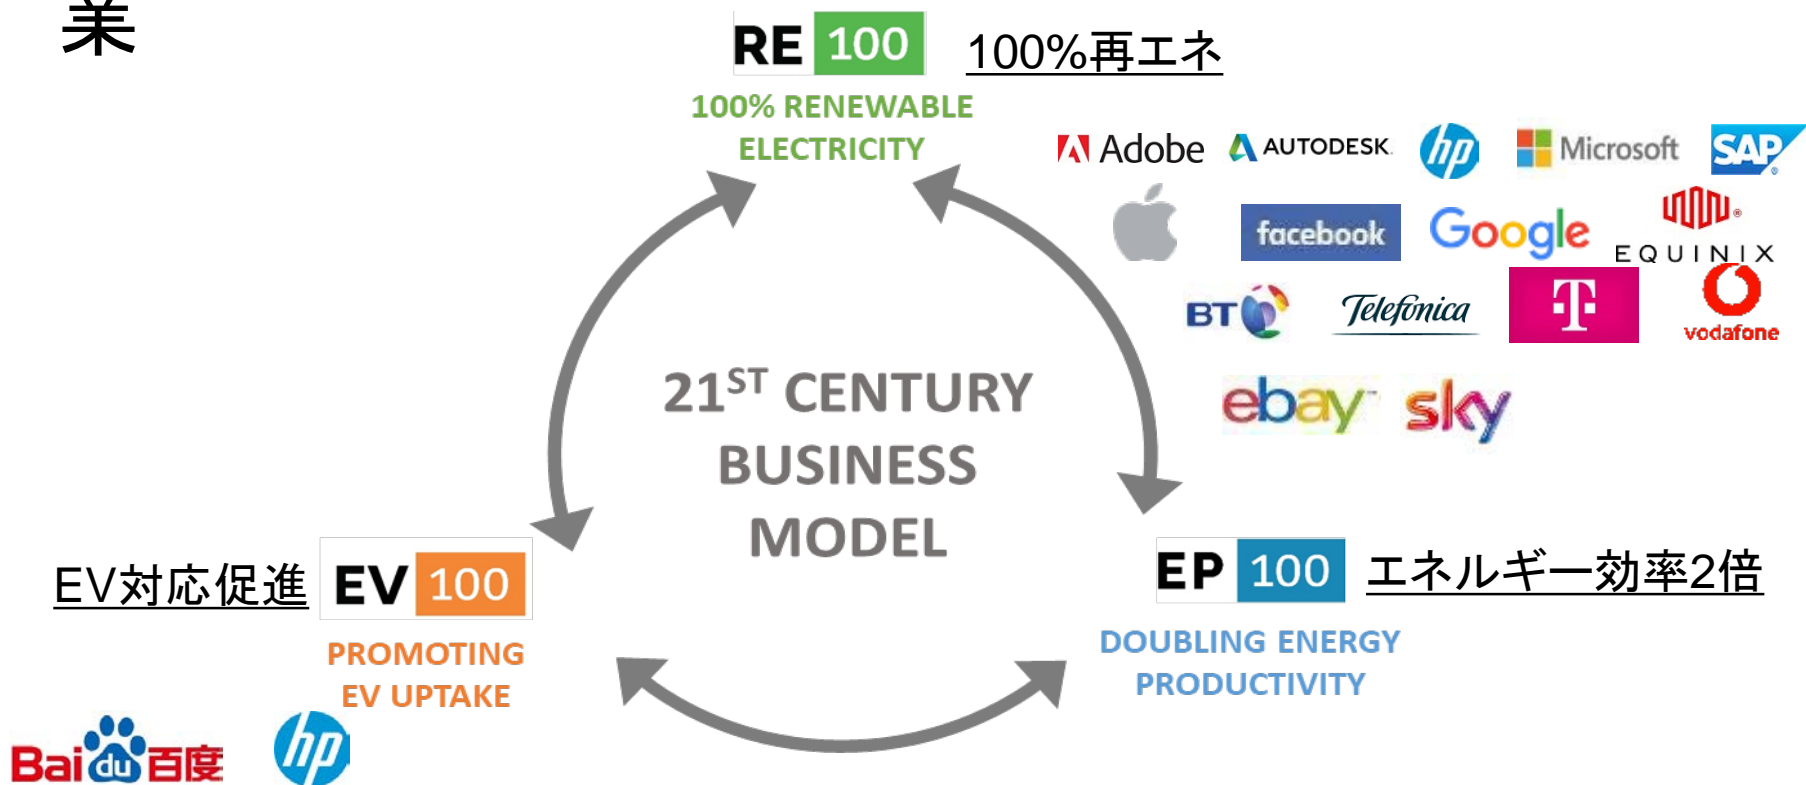 業
RE 100 100%再エネ
100% RENEWABLE
ELECTRICITY
Adobe AUTODESK hp Microsoft SAP
facebook Google EQUINIX
BT Telefónica T vodafone
ebay sky
21ST CENTURY
BUSINESS
MODEL
EV対応促進 EV 100
PROMOTING
EV UPTAKE
EP 100 エネルギー効率2倍
DOUBLING ENERGY
PRODUCTIVITY
Baidu百度 hp